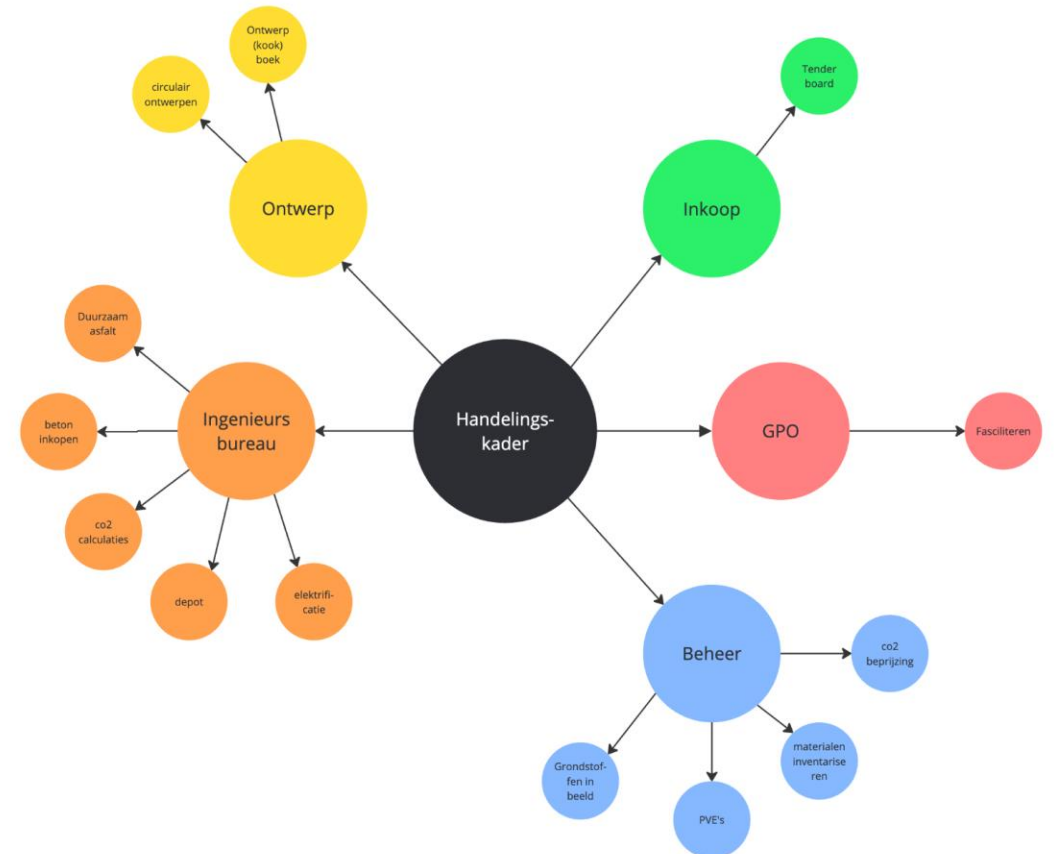 Ontwerp
(kook)
boek
circulair
ontwerpen
Ontwerp
Tender
board
Inkoop
Duurzaam
asfalt
beton
inkopen
co2
calculaties
depot
elektrifi-
catie
Ingenieurs
bureau
Handelings-
kader
GPO
Fasciliteren
Beheer
co2
beprijzing
materialen
inventarise
ren
PVE's
Grondstof-
fen in
beeld